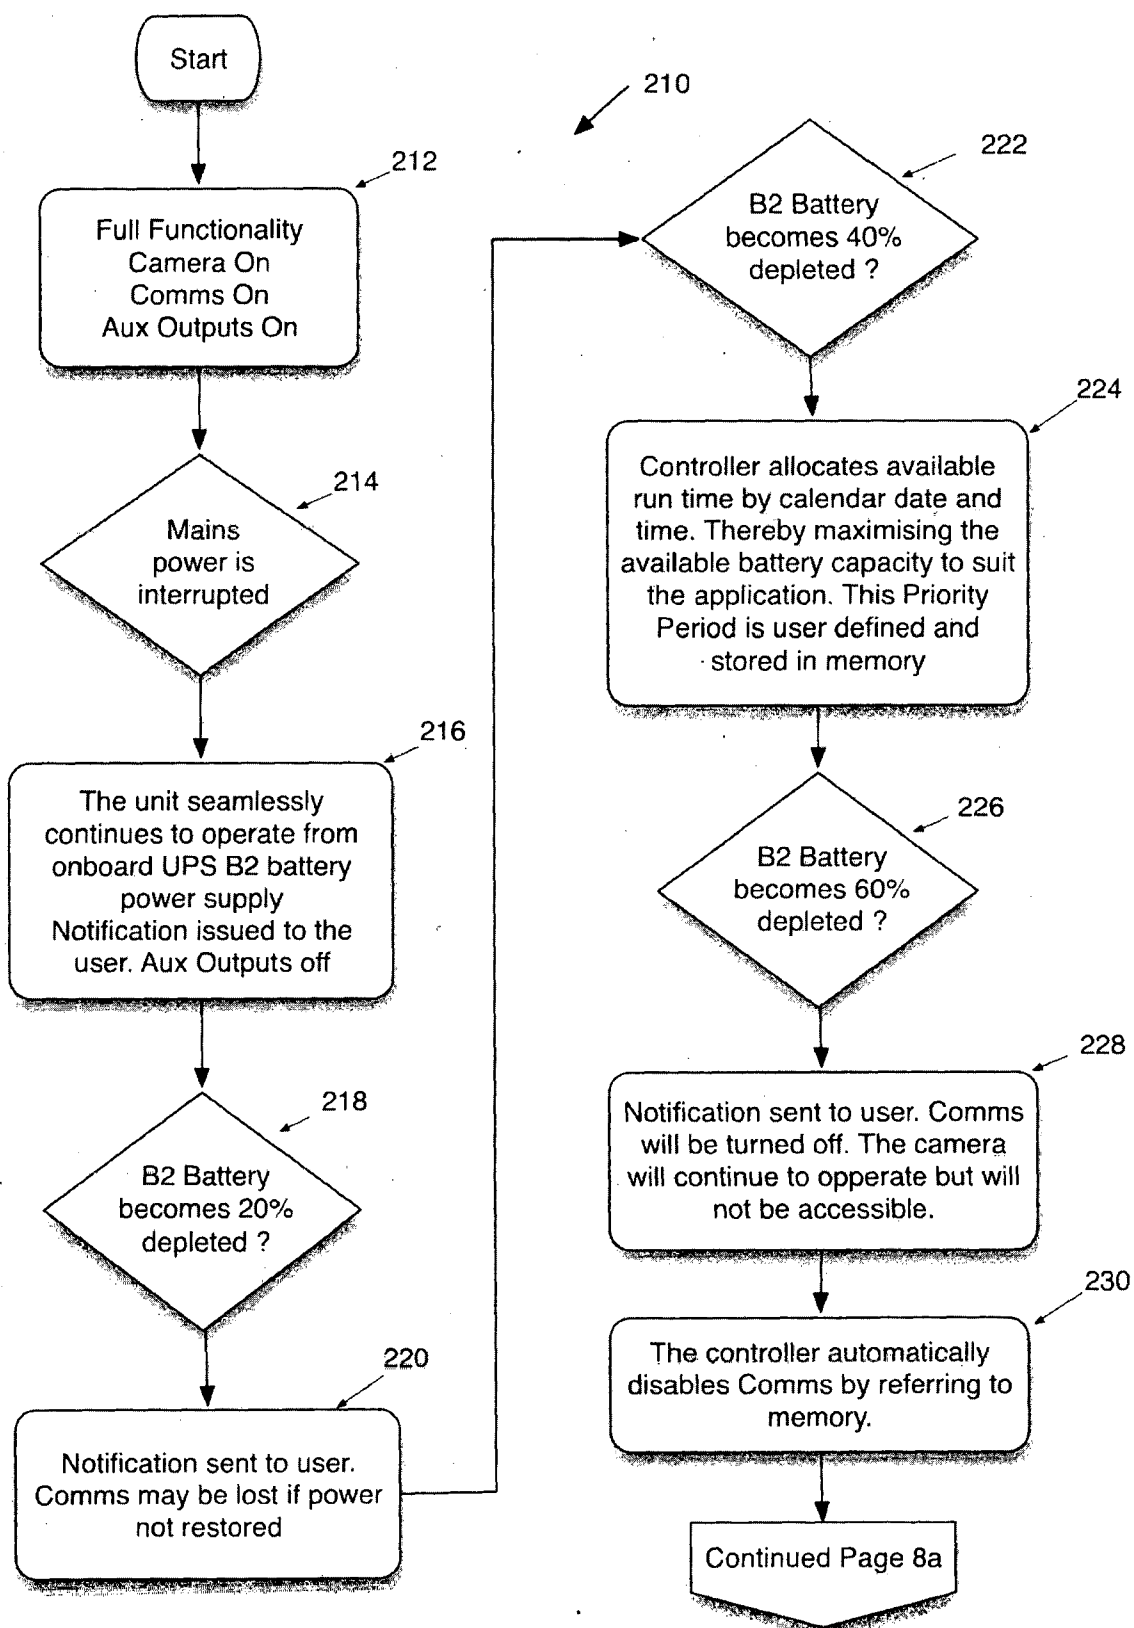 Start
210
212
Full Functionality
Camera On
Comms On
Aux Outputs On
214
Mains
power is
interrupted
216
The unit seamlessly
continues to operate from
onboard UPS B2 battery
power supply
Notification issued to the
user. Aux Outputs off
218
B2 Battery
becomes 20%
depleted ?
220
Notification sent to user.
Comms may be lost if power
not restored
222
B2 Battery
becomes 40%
depleted ?
224
Controller allocates available
run time by calendar date and
time. Thereby maximising the
available battery capacity to suit
the application. This Priority
Period is user defined and
stored in memory
226
B2 Battery
becomes 60%
depleted ?
228
Notification sent to user. Comms
will be turned off. The camera
will continue to opperate but will
not be accessible.
230
The controller automatically
disables Comms by referring to
memory.
Continued Page 8a